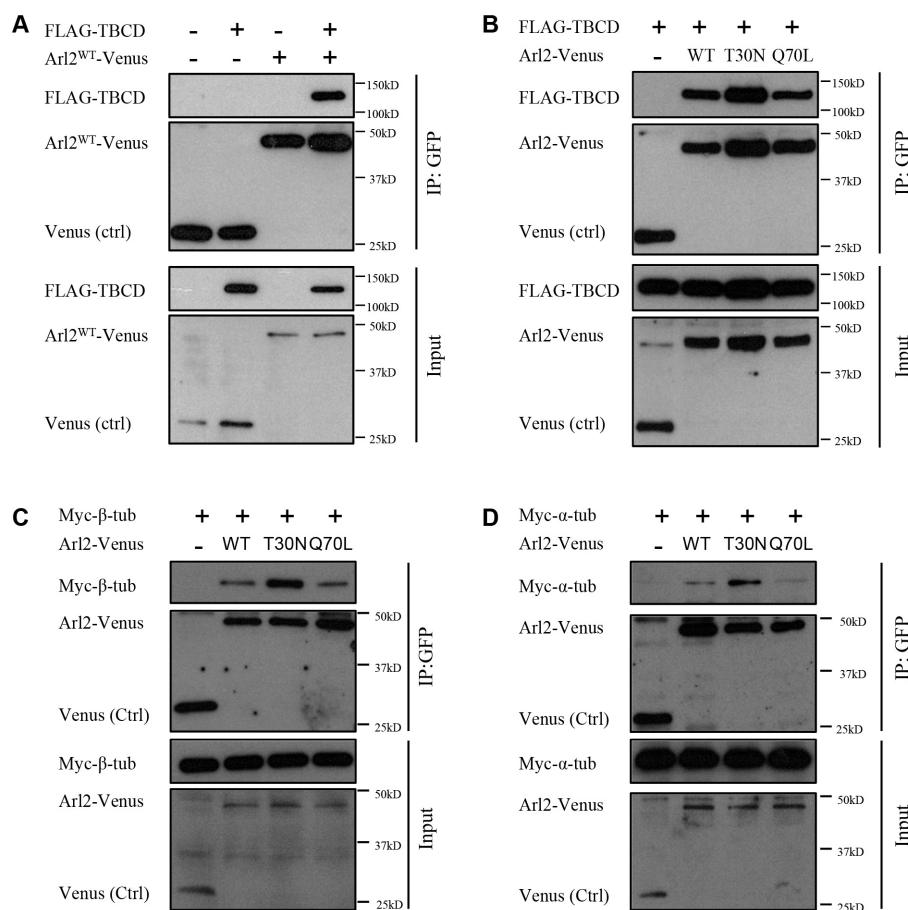 A
FLAG-TBCD - + - +
Arl2WT-Venus - - + +
FLAG-TBCD
150kD
100kD
Arl2WT-Venus
50kD
37kD
Venus (ctrl)
25kD
IP: GFP
FLAG-TBCD
150kD
100kD
Arl2WT-Venus
50kD
37kD
Venus (ctrl)
25kD
Input
B
FLAG-TBCD + + + +
Arl2-Venus - WT T30N Q70L
FLAG-TBCD
150kD
100kD
Arl2-Venus
50kD
37kD
Venus (ctrl)
25kD
IP: GFP
FLAG-TBCD
150kD
100kD
Arl2-Venus
50kD
37kD
Venus (ctrl)
25kD
Input
C
Myc-β-tub + + + +
Arl2-Venus - WT T30N Q70L
Myc-β-tub
Arl2-Venus
50kD
37kD
Venus (Ctrl)
25kD
IP:GFP
Myc-β-tub
Arl2-Venus
50kD
37kD
Venus (Ctrl)
25kD
Input
D
Myc-α-tub + + + +
Arl2-Venus - WT T30N Q70L
Myc-α-tub
Arl2-Venus
50kD
37kD
Venus (Ctrl)
25kD
IP: GFP
Myc-α-tub
Arl2-Venus
50kD
37kD
Venus (Ctrl)
25kD
Input